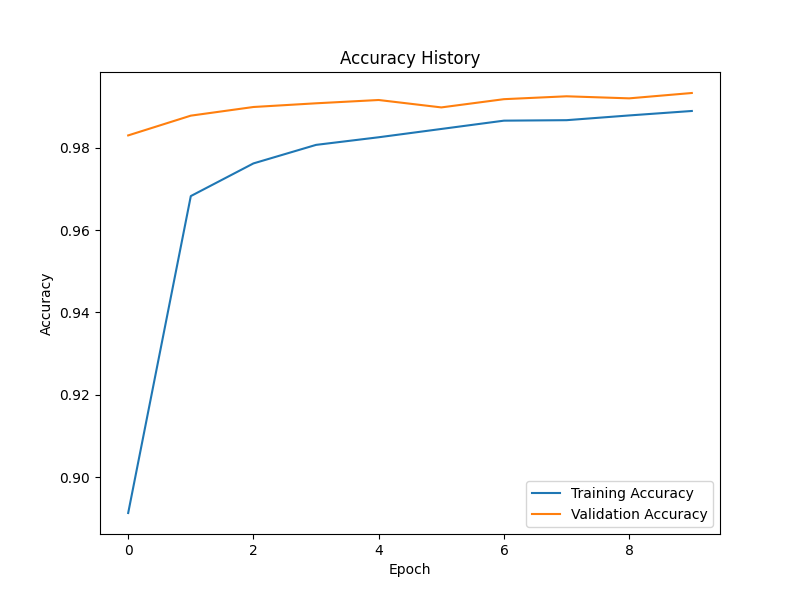 Accuracy History
Accuracy
0.98
0.96
0.94
0.92
0.90
0
2
4
6
8
Epoch
Training Accuracy
Validation Accuracy